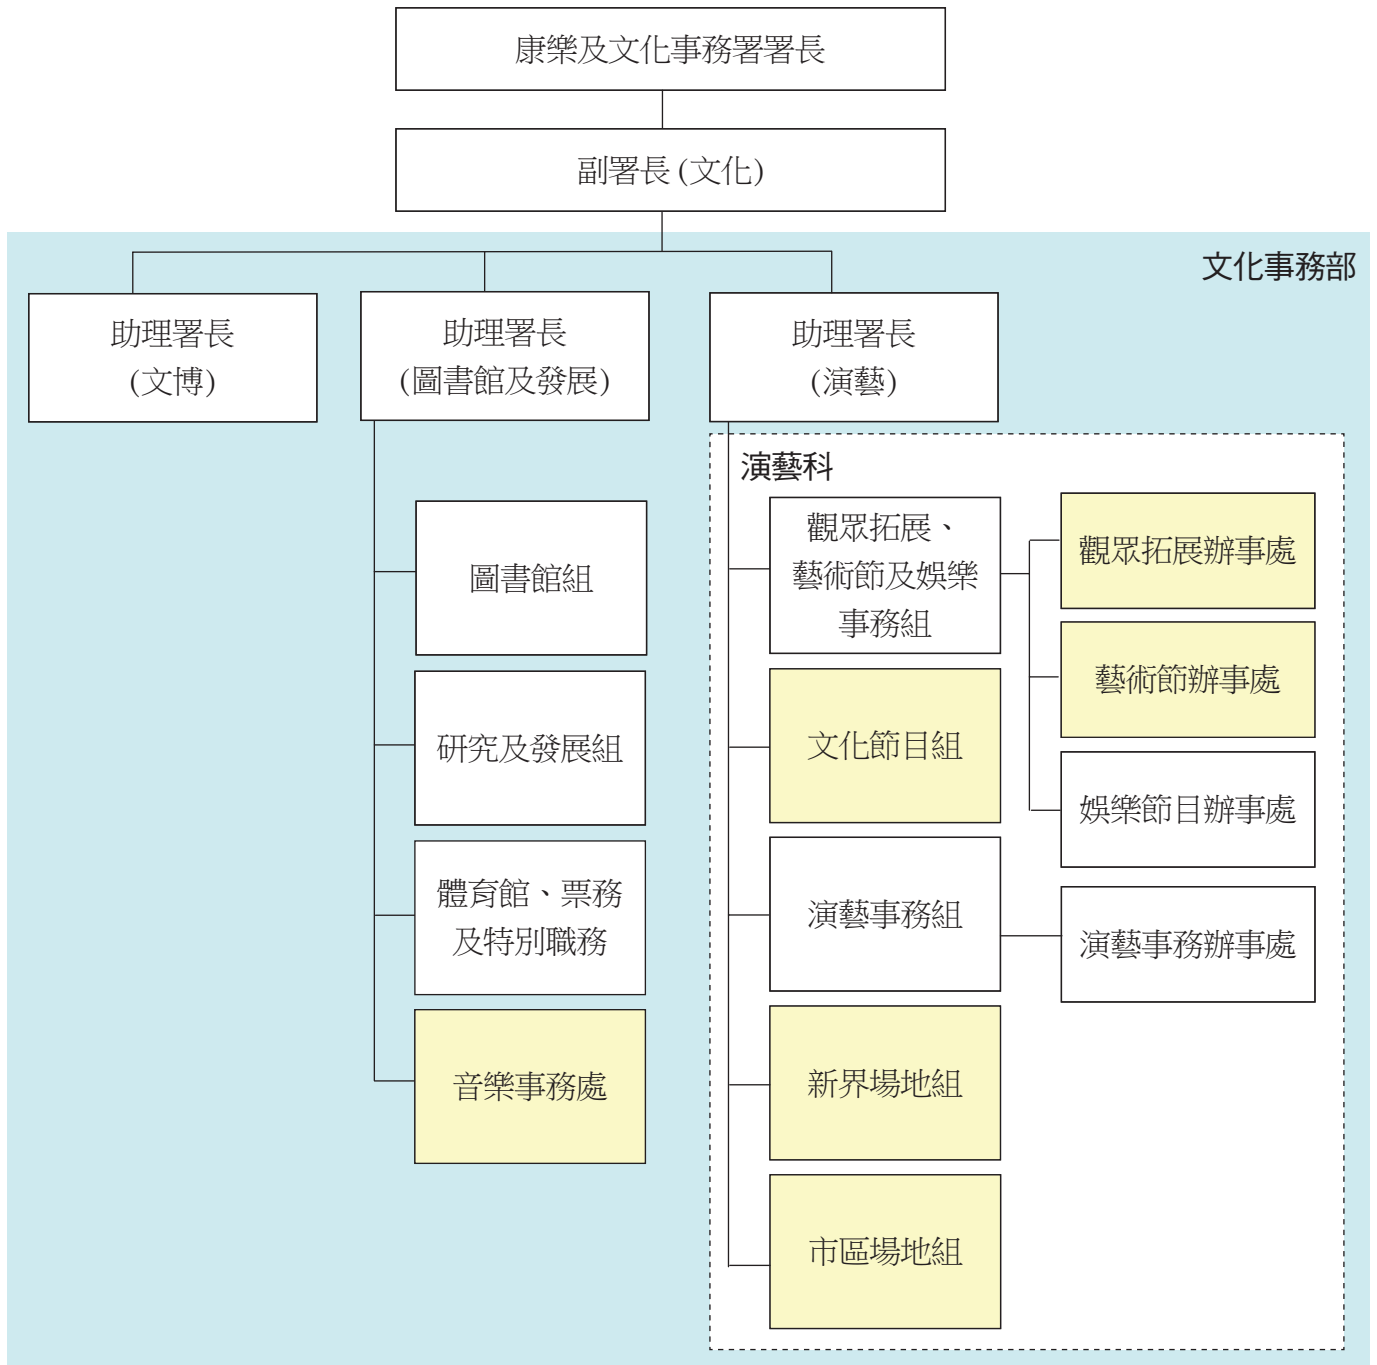 康樂及文化事務署署長
副署長 (文化)
文化事務部
助理署長
(文博)
助理署長
(圖書館及發展)
助理署長
(演藝)
圖書館組
研究及發展組
體育館、票務
及特別職務
音樂事務處
演藝科
觀眾拓展、
藝術節及娛樂
事務組
文化節目組
演藝事務組
新界場地組
市區場地組
觀眾拓展辦事處
藝術節辦事處
娛樂節目辦事處
演藝事務辦事處